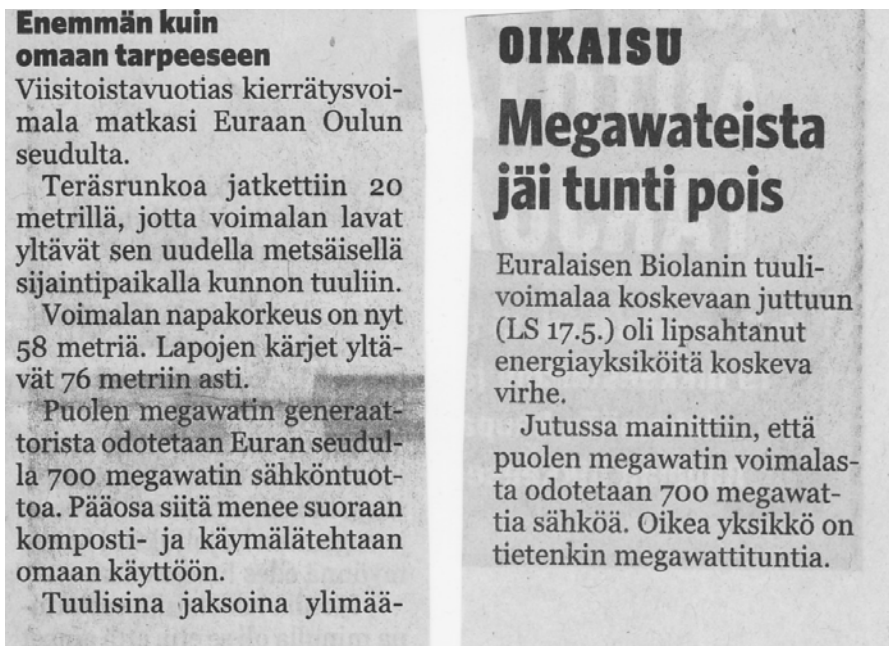 Enemmän kuin
omaan tarpeeseen
Viisitoistavuotias kierrätysvoi-
mala matkasi Euraan Oulun
seudulta.
Teräsrunkoa jatkettiin 20
metrillä, jotta voimalan lavat
yltävät sen uudella metsäisellä
sijaintipaikalla kunnon tuuliin.
Voimalan napakorkeus on nyt
58 metriä. Lapojen kärjet yltä-
vät 76 metriin asti.
Puolen megawatin generaat-
torista odotetaan Euran seudul-
la 700 megawatin sähköntuot-
toa. Pääosa siitä menee suoraan
komposti- ja käymälätehtaan
omaan käyttöön.
Tuulisina jaksoina ylimää-
OIKAISU
Megawateista
jäi tunti pois
Euralaisen Biolanin tuuli-
voimalaa koskevaan juttuun
(LS 17.5.) oli lipsahtanut
energiayksiköitä koskeva
virhe.
Jutussa mainittiin, että
puolen megawatin voimalas-
ta odotetaan 700 megawat-
tia sähköä. Oikea yksikkö on
tietenkin megawattituntia.